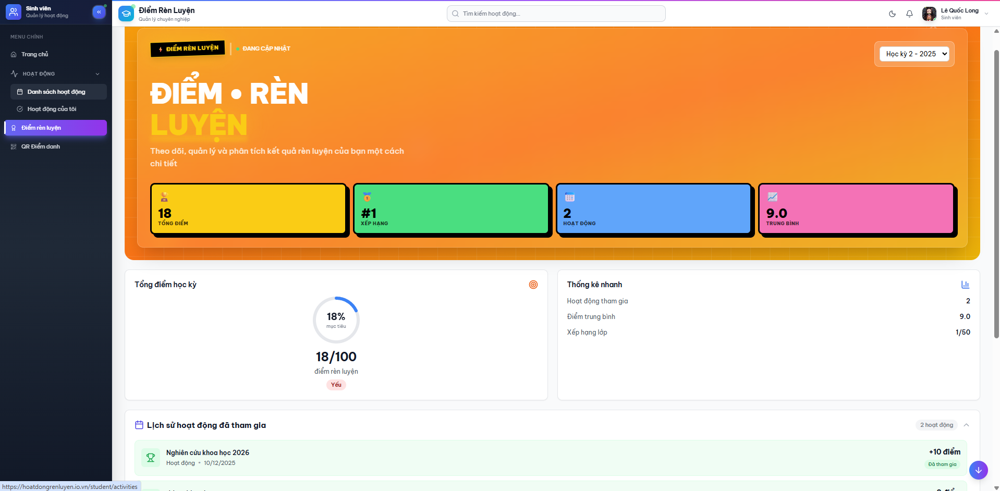 Sinh viên
Quản lý hoạt động
«
MENU CHÍNH
Trang chủ
HOẠT ĐỘNG
Danh sách hoạt động
Hoạt động của tôi
Điểm rèn luyện
QR Điểm danh
Điểm Rèn Luyện
Quản lý chuyên nghiệp
Tìm kiếm hoạt động...
Lê Quốc Long
Sinh viên
ĐIỂM RÈN LUYỆN
ĐANG CẬP NHẬT
Học kỳ 2 - 2025
ĐIỂM • RÈN
LUYỆN
Theo dõi, quản lý và phân tích kết quả rèn luyện của bạn một cách
chi tiết
18
TỔNG ĐIỂM
#1
XẾP HẠNG
2
HOẠT ĐỘNG
9.0
TRUNG BÌNH
Tổng điểm học kỳ
18%
mục tiêu
18/100
điểm rèn luyện
Yếu
Thống kê nhanh
Hoạt động tham gia 2
Điểm trung bình 9.0
Xếp hạng lớp 1/50
Lịch sử hoạt động đã tham gia
2 hoạt động
Nghiên cứu khoa học 2026
Hoạt động • 10/12/2025
+10 điểm
Đã tham gia
https://hoatdongrenluyen.io.vn/student/activities